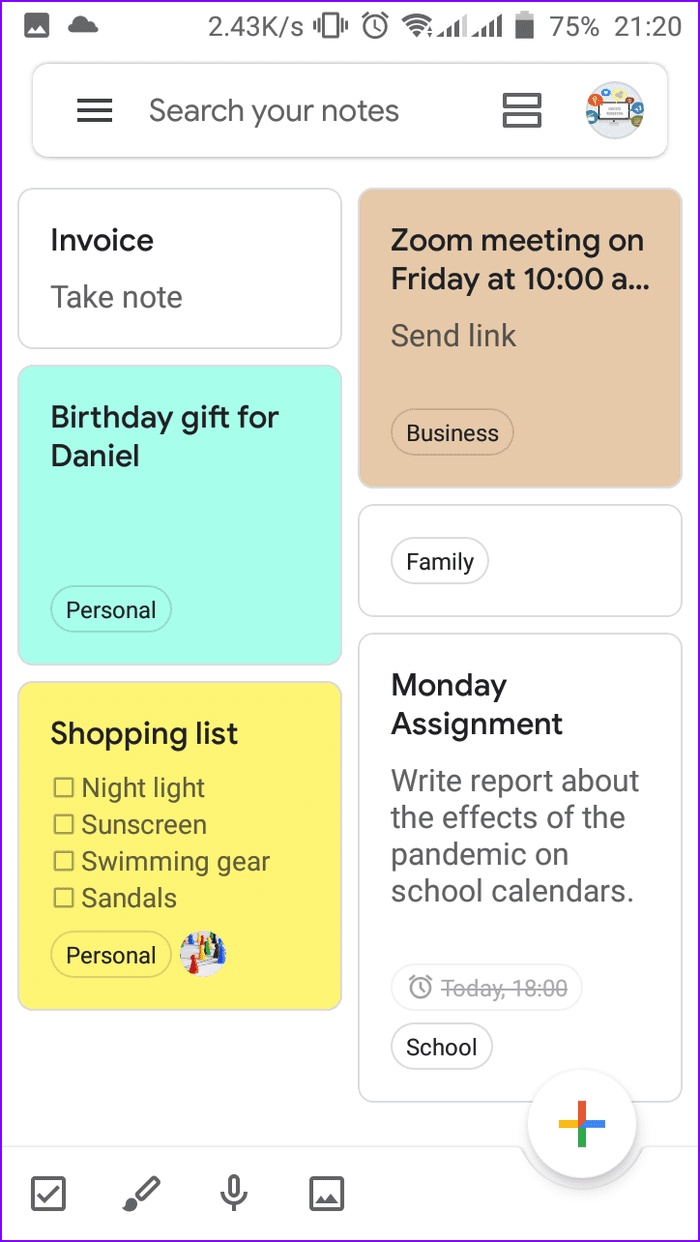 2.43K/s 75% 21:20
Search your notes
Invoice
Take note
Birthday gift for
Daniel
Personal
Shopping list
Night light
Sunscreen
Swimming gear
Sandals
Personal
Zoom meeting on
Friday at 10:00 a...
Send link
Business
Family
Monday
Assignment
Write report about
the effects of the
pandemic on
school calendars.
Today, 18:00
School